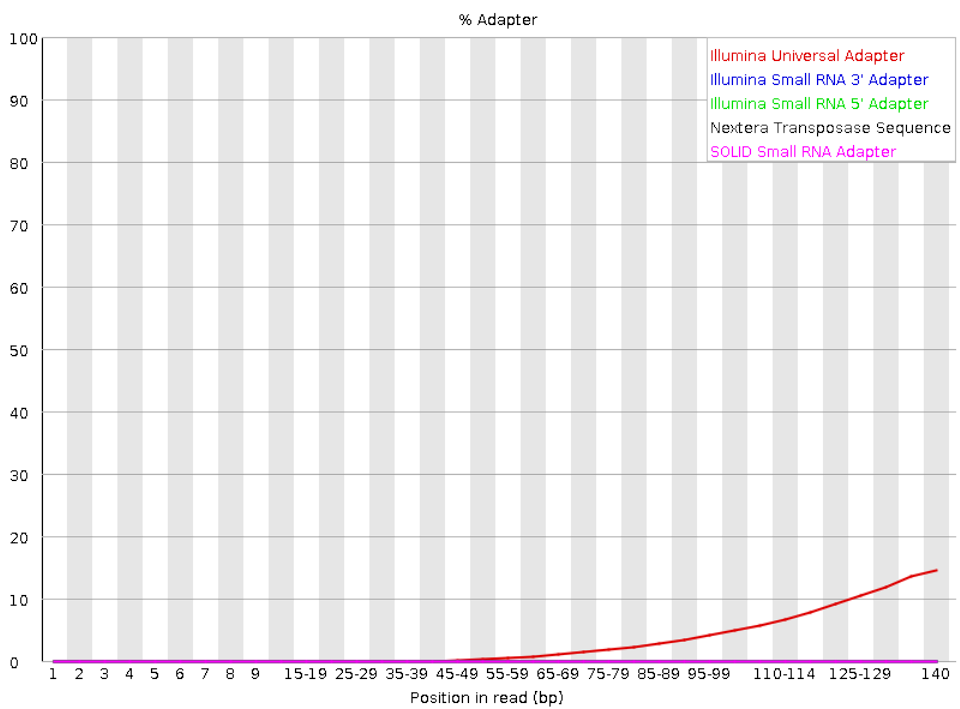 % Adapter
100
90
80
70
60
50
40
30
20
10
0
Illumina Universal Adapter
Illumina Small RNA 3' Adapter
Illumina Small RNA 5' Adapter
Nextera Transposase Sequence
SOLID Small RNA Adapter
1 2 3 4 5 6 7 8 9 15-19 25-29 35-39 45-49 55-59 65-69 75-79 85-89 95-99 110-114 125-129 140
Position in read (bp)